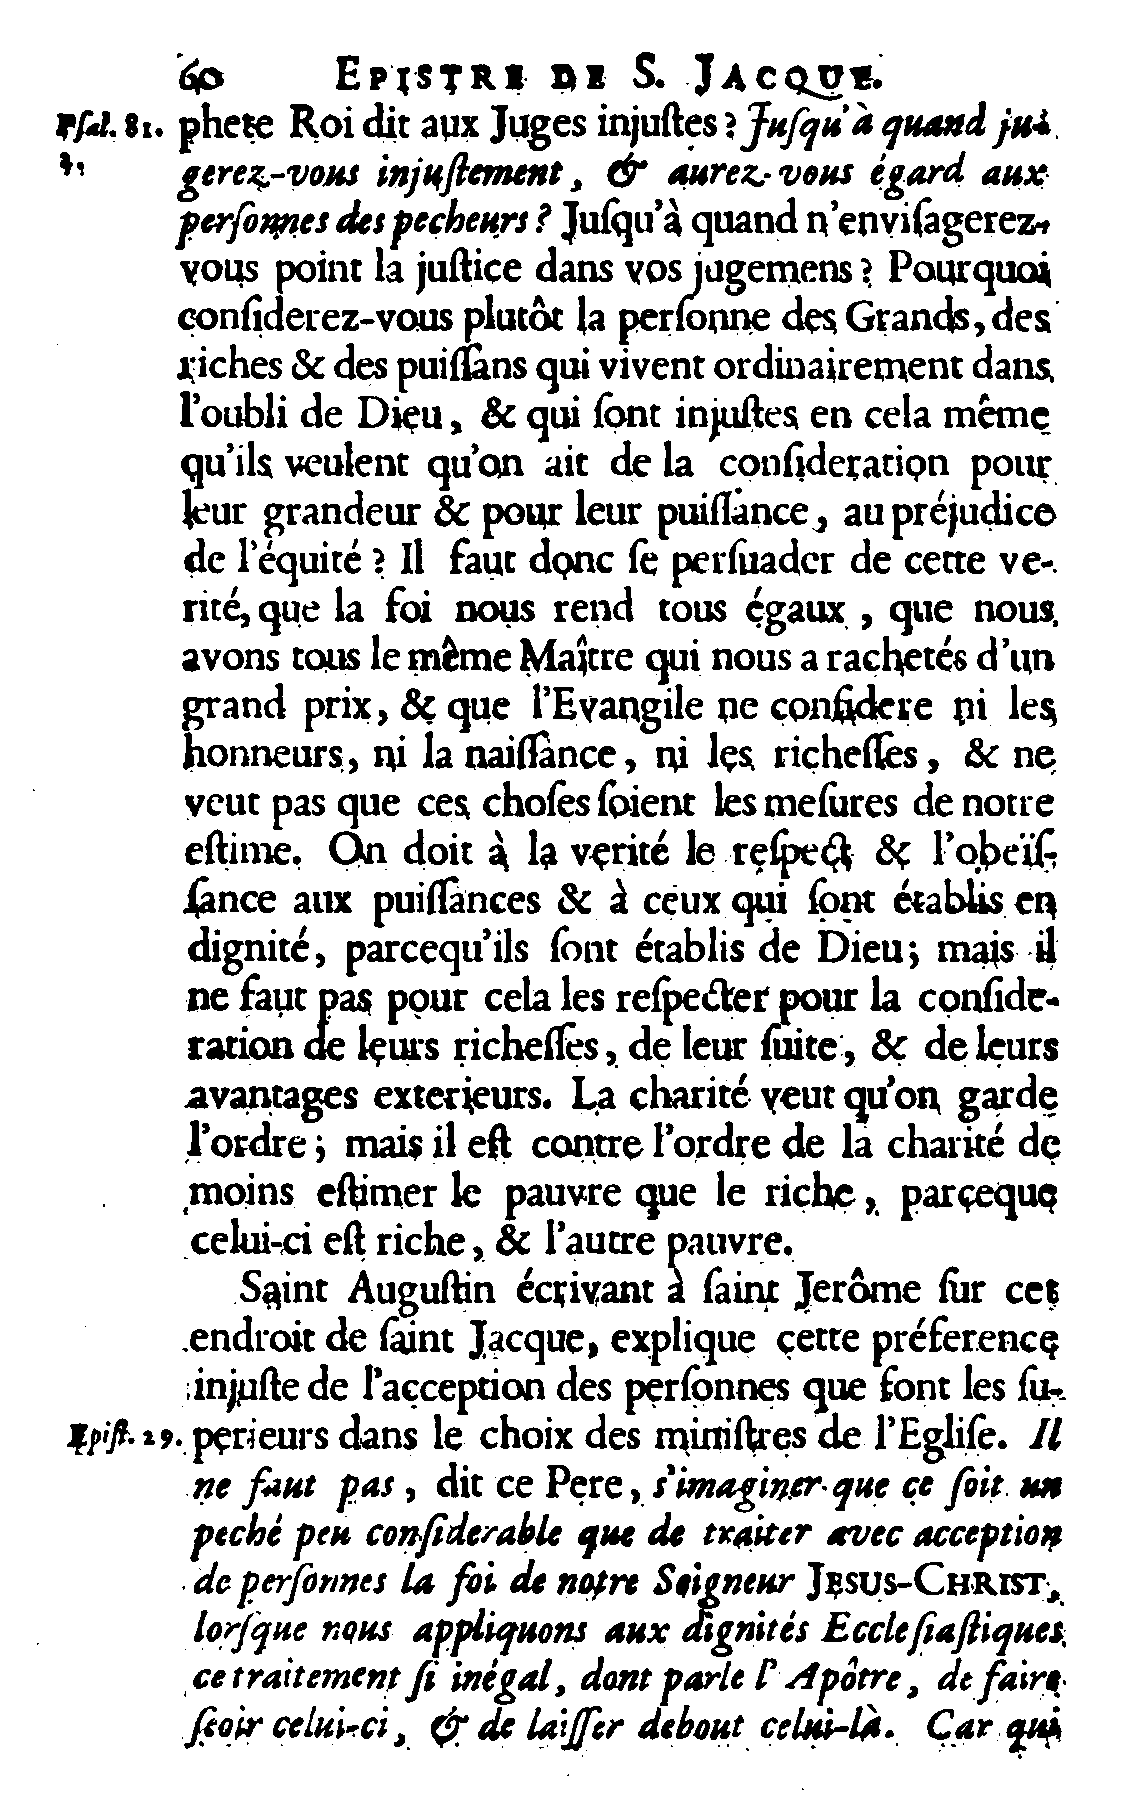 60 EPISTRE DE S. JACQUE.
Psal. 81. phete Roi dit aux Juges injuſtes ? Juſqu'à quand ju-
2. gerez-vous injuſtement, & aurez-vous égard aux
perſonnes des pecheurs ? Juſqu'à quand n'enviſagerez-
vous point la juſtice dans vos jugemens ? Pourquoi
conſiderez-vous plutôt la perſonne des Grands, des
riches & des puiſſans qui vivent ordinairement dans
l'oubli de Dieu, & qui ſont injuſtes en cela même
qu'ils veulent qu'on ait de la conſideration pour
leur grandeur & pour leur puiſſance, au préjudice
de l'équité ? Il faut donc ſe perſuader de cette ve-
rité, que la foi nous rend tous égaux, que nous
avons tous le même Maître qui nous a rachetés d'un
grand prix, & que l'Evangile ne conſidere ni les
honneurs, ni la naiſſance, ni les richeſſes, & ne
veut pas que ces choſes ſoient les meſures de notre
eſtime. On doit à la verité le reſpect & l'obeïſ-
ſance aux puiſſances & à ceux qui ſont établis en
dignité, parcequ'ils ſont établis de Dieu; mais il
ne faut pas pour cela les reſpecter pour la conſide-
ration de leurs richeſſes, de leur ſuite, & de leurs
avantages exterieurs. La charité veut qu'on garde
l'ordre; mais il eſt contre l'ordre de la charité de
moins eſtimer le pauvre que le riche, parceque
celui-ci eſt riche, & l'autre pauvre.
Saint Auguſtin écrivant à ſaint Jerôme ſur cet
endroit de ſaint Jacque, explique cette préference
injuſte de l'acception des perſonnes que font les ſu-
Epiſt. 29. perieurs dans le choix des miniſtres de l'Egliſe. Il
ne faut pas, dit ce Pere, s'imaginer que ce ſoit un
peché peu conſiderable que de traiter avec acception
de perſonnes la foi de notre Seigneur JESUS-CHRIST,
lorſque nous appliquons aux dignités Eccleſiaſtiques
ce traitement ſi inégal, dont parle l'Apôtre, de faire
ſeoir celui-ci, & de laiſſer debout celui-là. Car qui